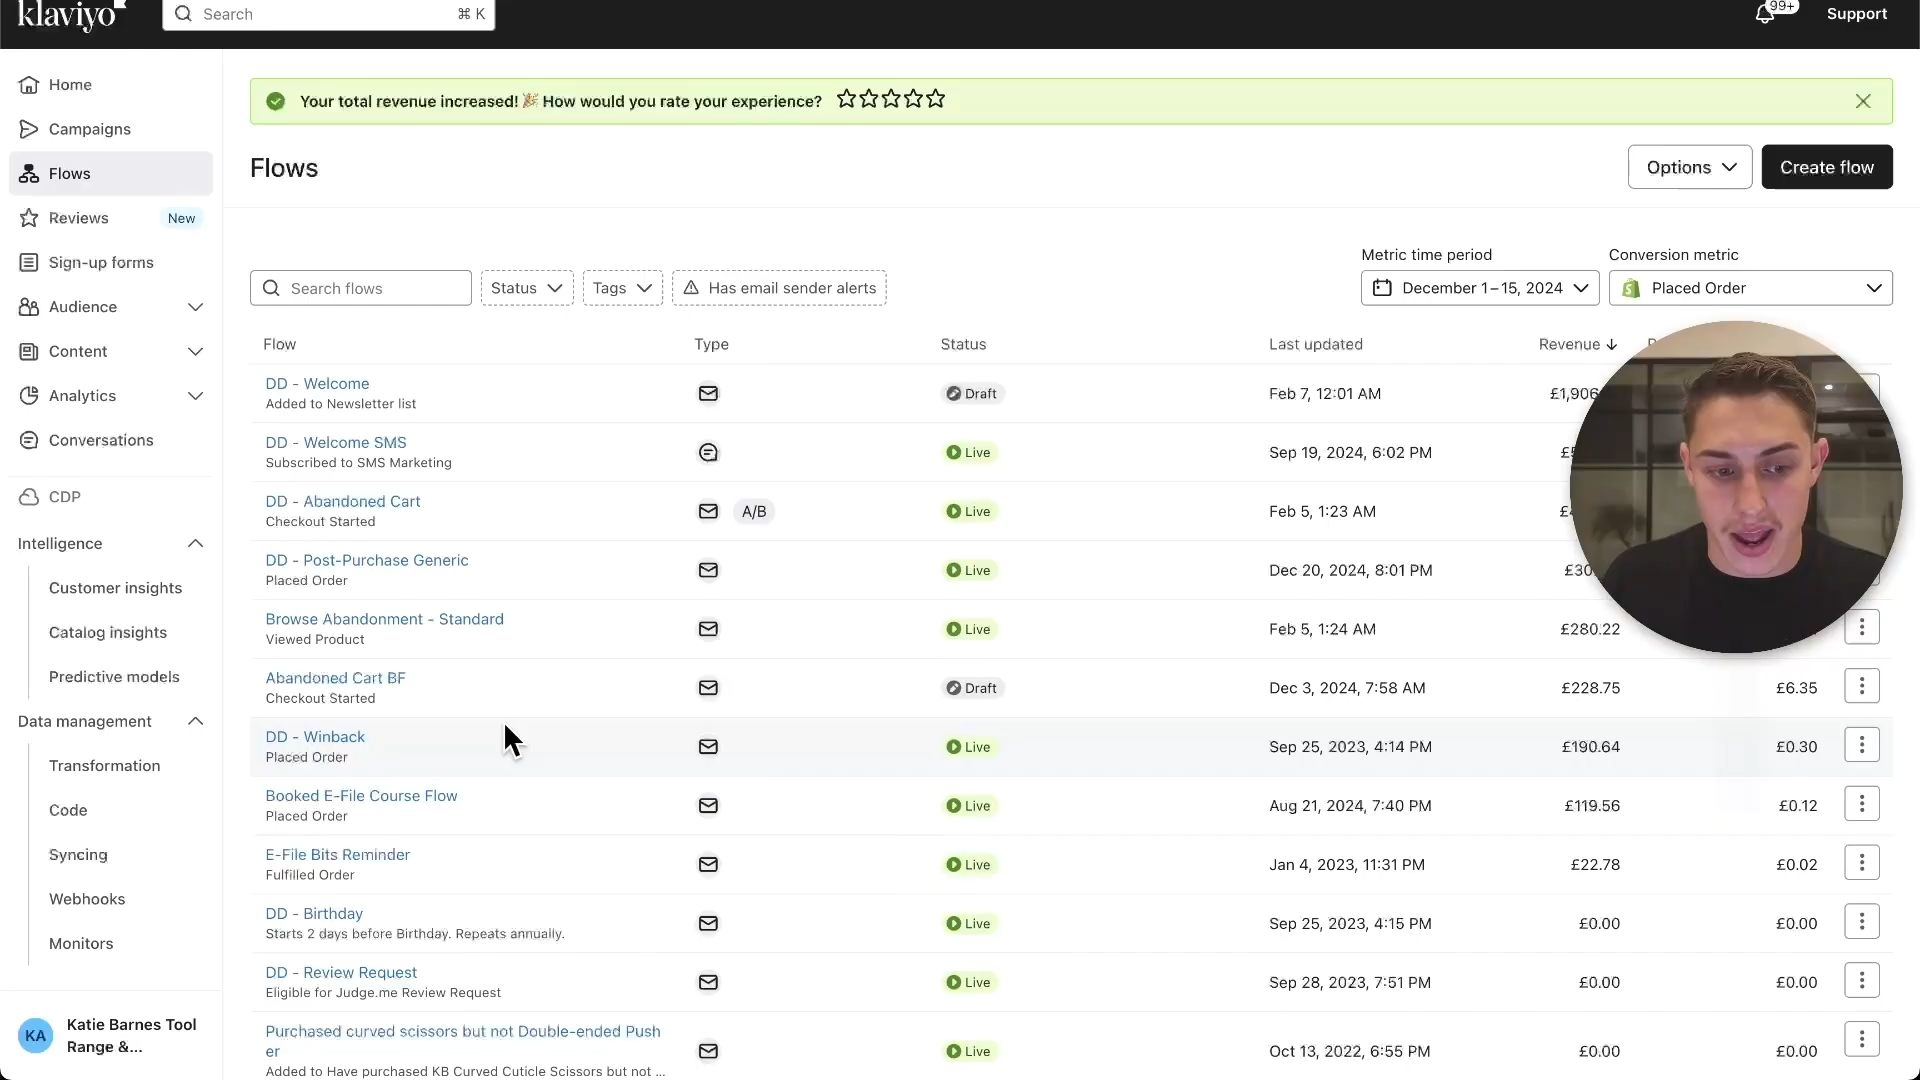 klaviyo
Search ⌘ K
99+
Support
Home
Campaigns
Flows
Reviews New
Sign-up forms
Audience
Content
Analytics
Conversations
CDP
Intelligence
Customer insights
Catalog insights
Predictive models
Data management
Transformation
Code
Syncing
Webhooks
Monitors
KA
Katie Barnes Tool
Range &...
Your total revenue increased! 🎉 How would you rate your experience?
Flows
Options
Create flow
Metric time period
Conversion metric
Search flows
Status
Tags
Has email sender alerts
December 1 – 15, 2024
Placed Order
Flow Type Status Last updated Revenue
DD - Welcome
Added to Newsletter list
Draft Feb 7, 12:01 AM £1,906
DD - Welcome SMS
Subscribed to SMS Marketing
Live Sep 19, 2024, 6:02 PM
DD - Abandoned Cart
Checkout Started
A/B Live Feb 5, 1:23 AM
DD - Post-Purchase Generic
Placed Order
Live Dec 20, 2024, 8:01 PM £30
Browse Abandonment - Standard
Viewed Product
Live Feb 5, 1:24 AM £280.22
Abandoned Cart BF
Checkout Started
Draft Dec 3, 2024, 7:58 AM £228.75 £6.35
DD - Winback
Placed Order
Live Sep 25, 2023, 4:14 PM £190.64 £0.30
Booked E-File Course Flow
Placed Order
Live Aug 21, 2024, 7:40 PM £119.56 £0.12
E-File Bits Reminder
Fulfilled Order
Live Jan 4, 2023, 11:31 PM £22.78 £0.02
DD - Birthday
Starts 2 days before Birthday. Repeats annually.
Live Sep 25, 2023, 4:15 PM £0.00 £0.00
DD - Review Request
Eligible for Judge.me Review Request
Live Sep 28, 2023, 7:51 PM £0.00 £0.00
Purchased curved scissors but not Double-ended Push
er
Added to Have purchased KB Curved Cuticle Scissors but not ...
Live Oct 13, 2022, 6:55 PM £0.00 £0.00